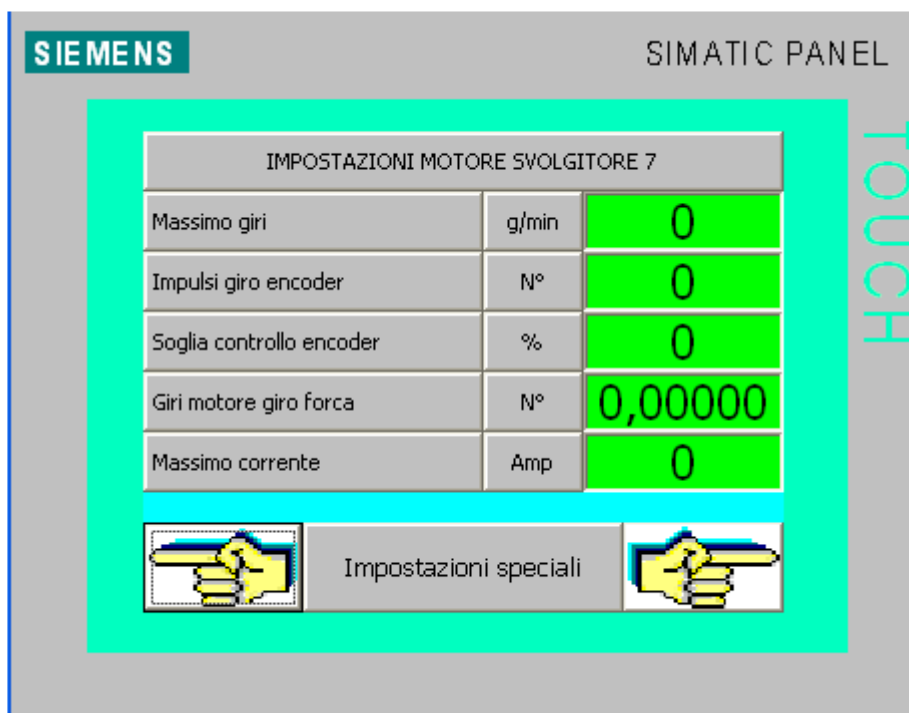 SIEMENS
SIMATIC PANEL
TOUCH
IMPOSTAZIONI MOTORE SVOLGITORE 7
Massimo giri g/min 0
Impulsi giro encoder N° 0
Soglia controllo encoder % 0
Giri motore giro forca N° 0,00000
Massimo corrente Amp 0
Impostazioni speciali